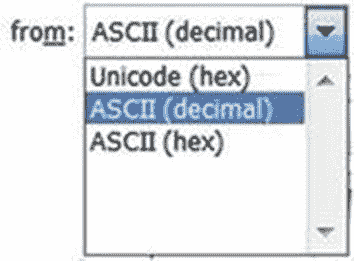 from: ASCII (decimal)
Unicode (hex)
ASCII (decimal)
ASCII (hex)